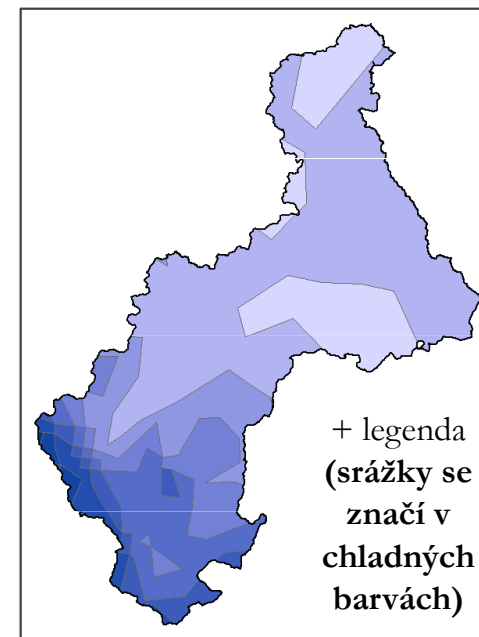 + legenda
(srážky se
značí v
chladných
barvách)